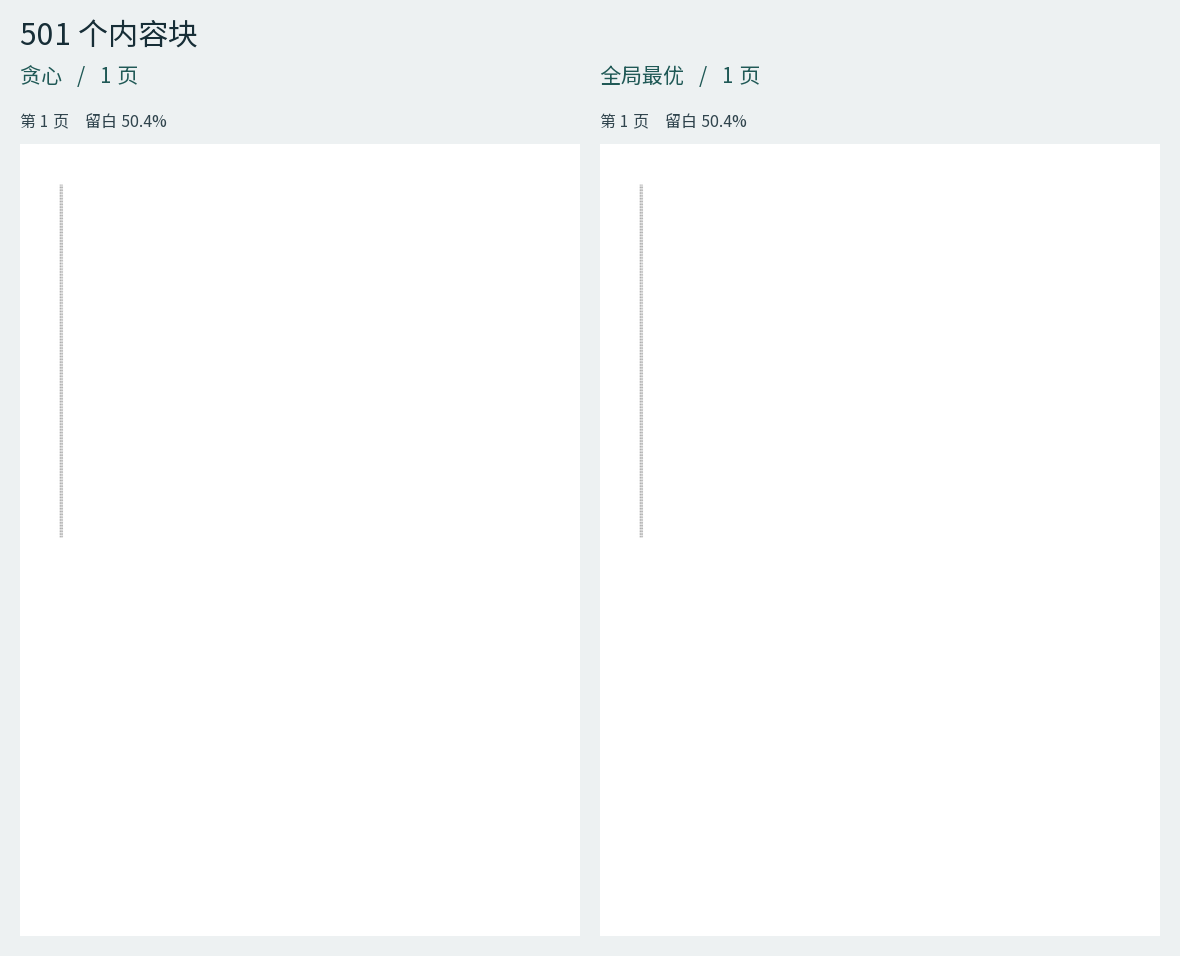 501 个内容块
贪心 / 1 页
全局最优 / 1 页
第 1 页 留白 50.4%
第 1 页 留白 50.4%